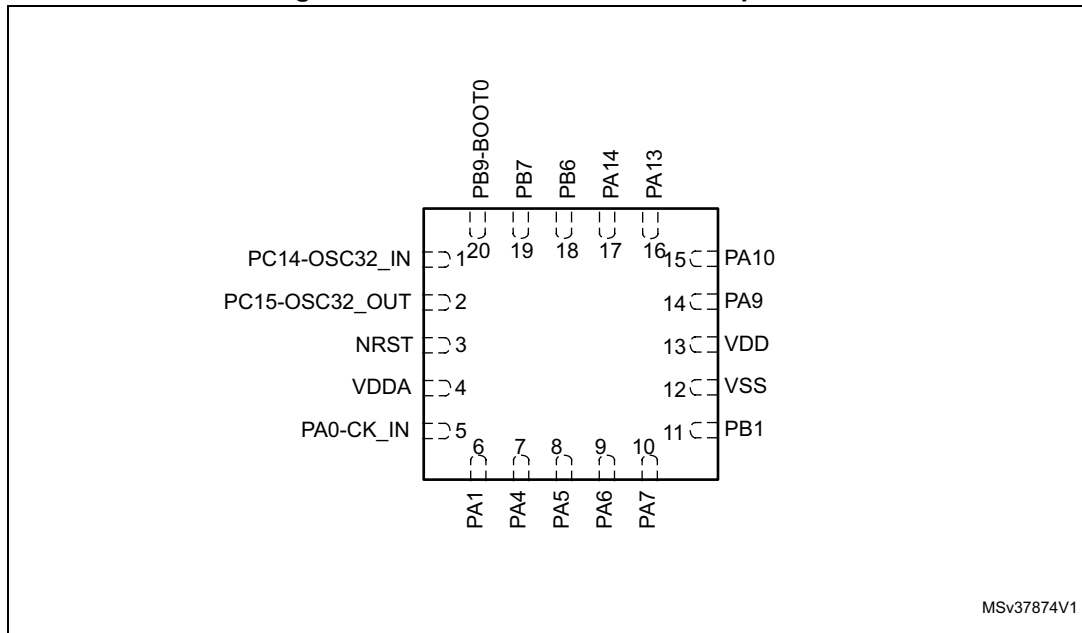 PB9-BOOT0
PB7
PB6
PA14
PA13
20
19
18
17
16
PC14-OSC32_IN
1
15
PA10
PC15-OSC32_OUT
2
14
PA9
NRST
3
13
VDD
VDDA
4
12
VSS
PA0-CK_IN
5
11
PB1
6
7
8
9
10
PA1
PA4
PA5
PA6
PA7
MSv37874V1